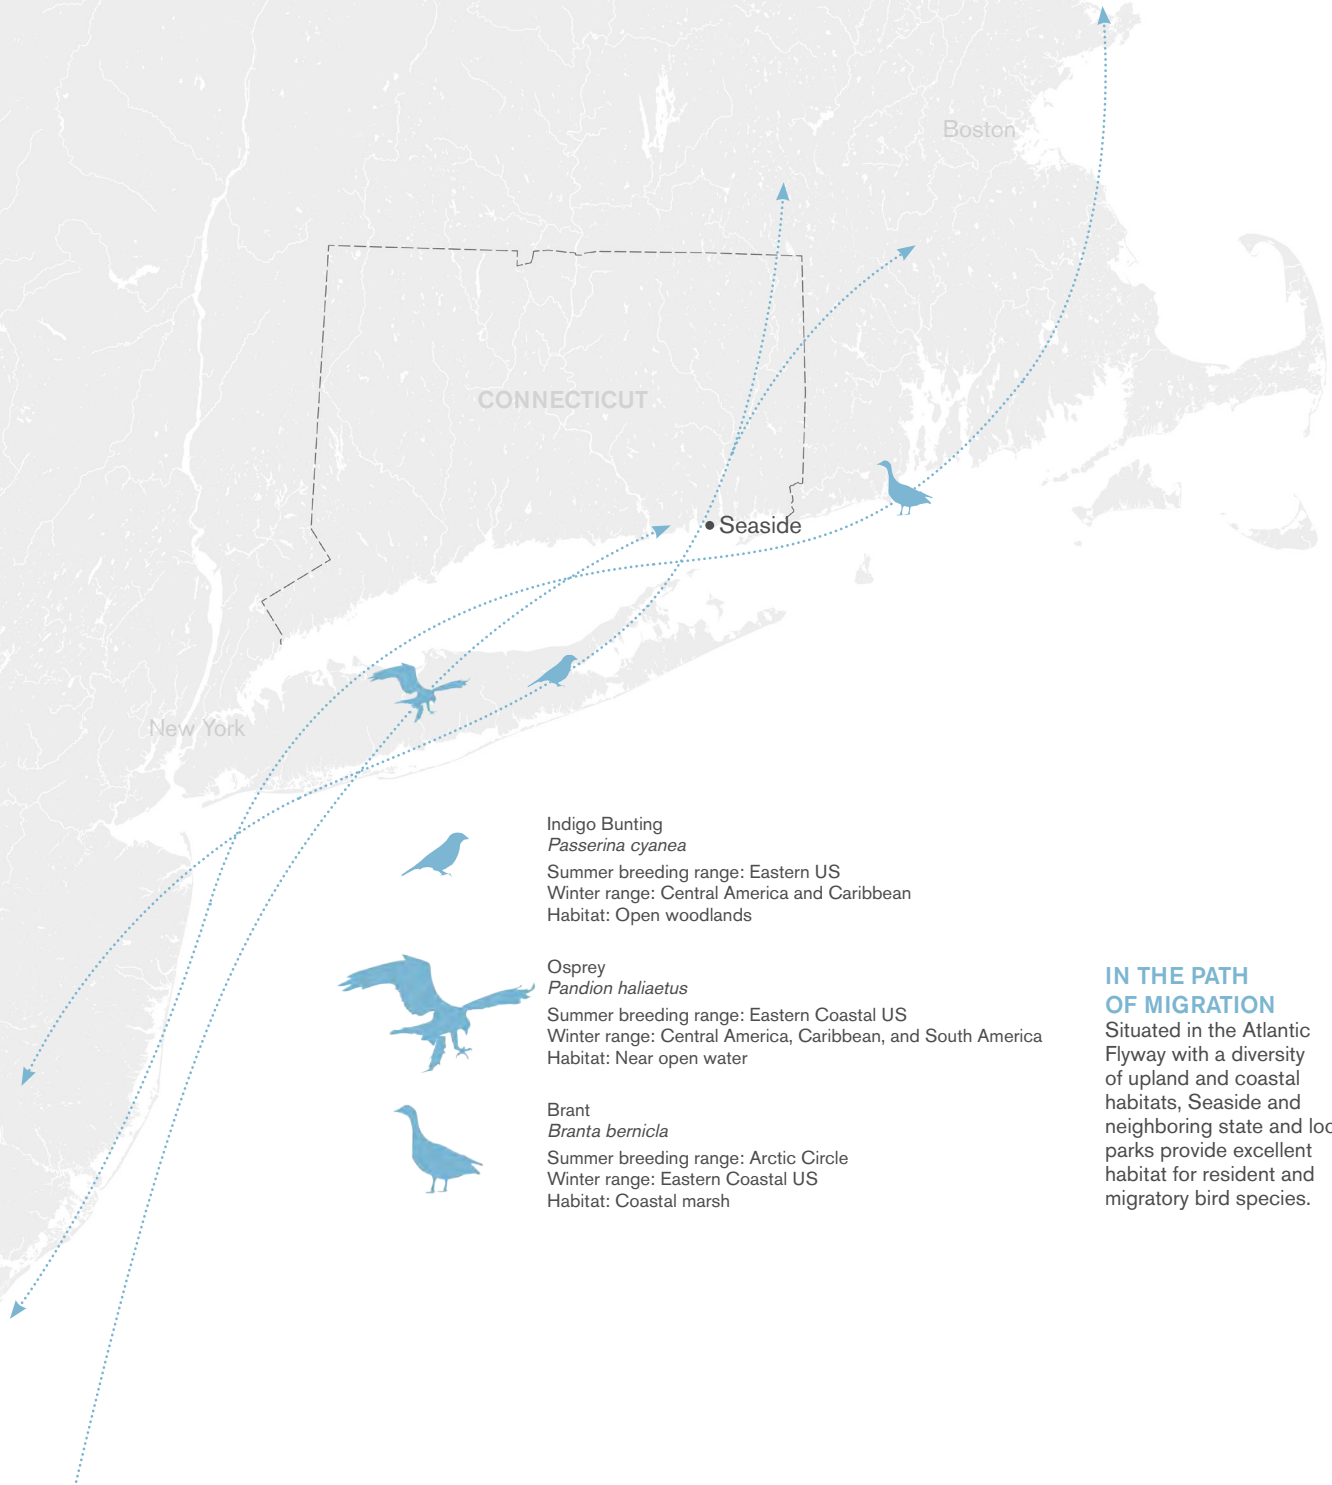 Boston
CONNECTICUT
Seaside
New York
Indigo Bunting
Passerina cyanea
Summer breeding range: Eastern US
Winter range: Central America and Caribbean
Habitat: Open woodlands
Osprey
Pandion haliaetus
Summer breeding range: Eastern Coastal US
Winter range: Central America, Caribbean, and South America
Habitat: Near open water
Brant
Branta bernicla
Summer breeding range: Arctic Circle
Winter range: Eastern Coastal US
Habitat: Coastal marsh
IN THE PATH
OF MIGRATION
Situated in the Atlantic
Flyway with a diversity
of upland and coastal
habitats, Seaside and
neighboring state and
parks provide excellent
habitat for resident and
migratory bird species.